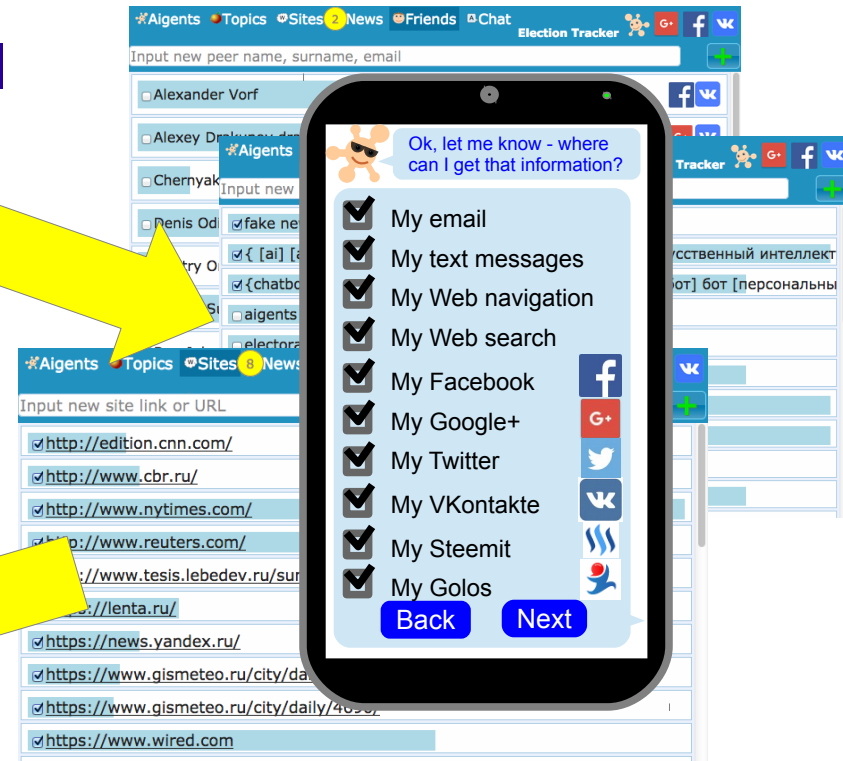 Aigents Topics Sites 2 News Friends Chat
Election Tracker
Input new peer name, surname, email
Alexander Vorf
Alexey
Chernyak
Denis Od
Aigents
Tracker
Input new
fake ne
{ [ai] [a
усственный интеллект
{chatbo
бот] бот [персональны
aigents
electora
Aigents Topics Sites 8 News
Input new site link or URL
http://edition.cnn.com/
http://www.cbr.ru/
http://www.nytimes.com/
http://www.reuters.com/
://www.tesis.lebedev.ru/sun
://lenta.ru/
https://news.yandex.ru/
https://www.gismeteo.ru/city/da
https://www.gismeteo.ru/city/daily/4690/
https://www.wired.com
Ok, let me know - where
can I get that information?
My email
My text messages
My Web navigation
My Web search
My Facebook
My Google+
My Twitter
My VKontakte
My Steemit
My Golos
Back Next